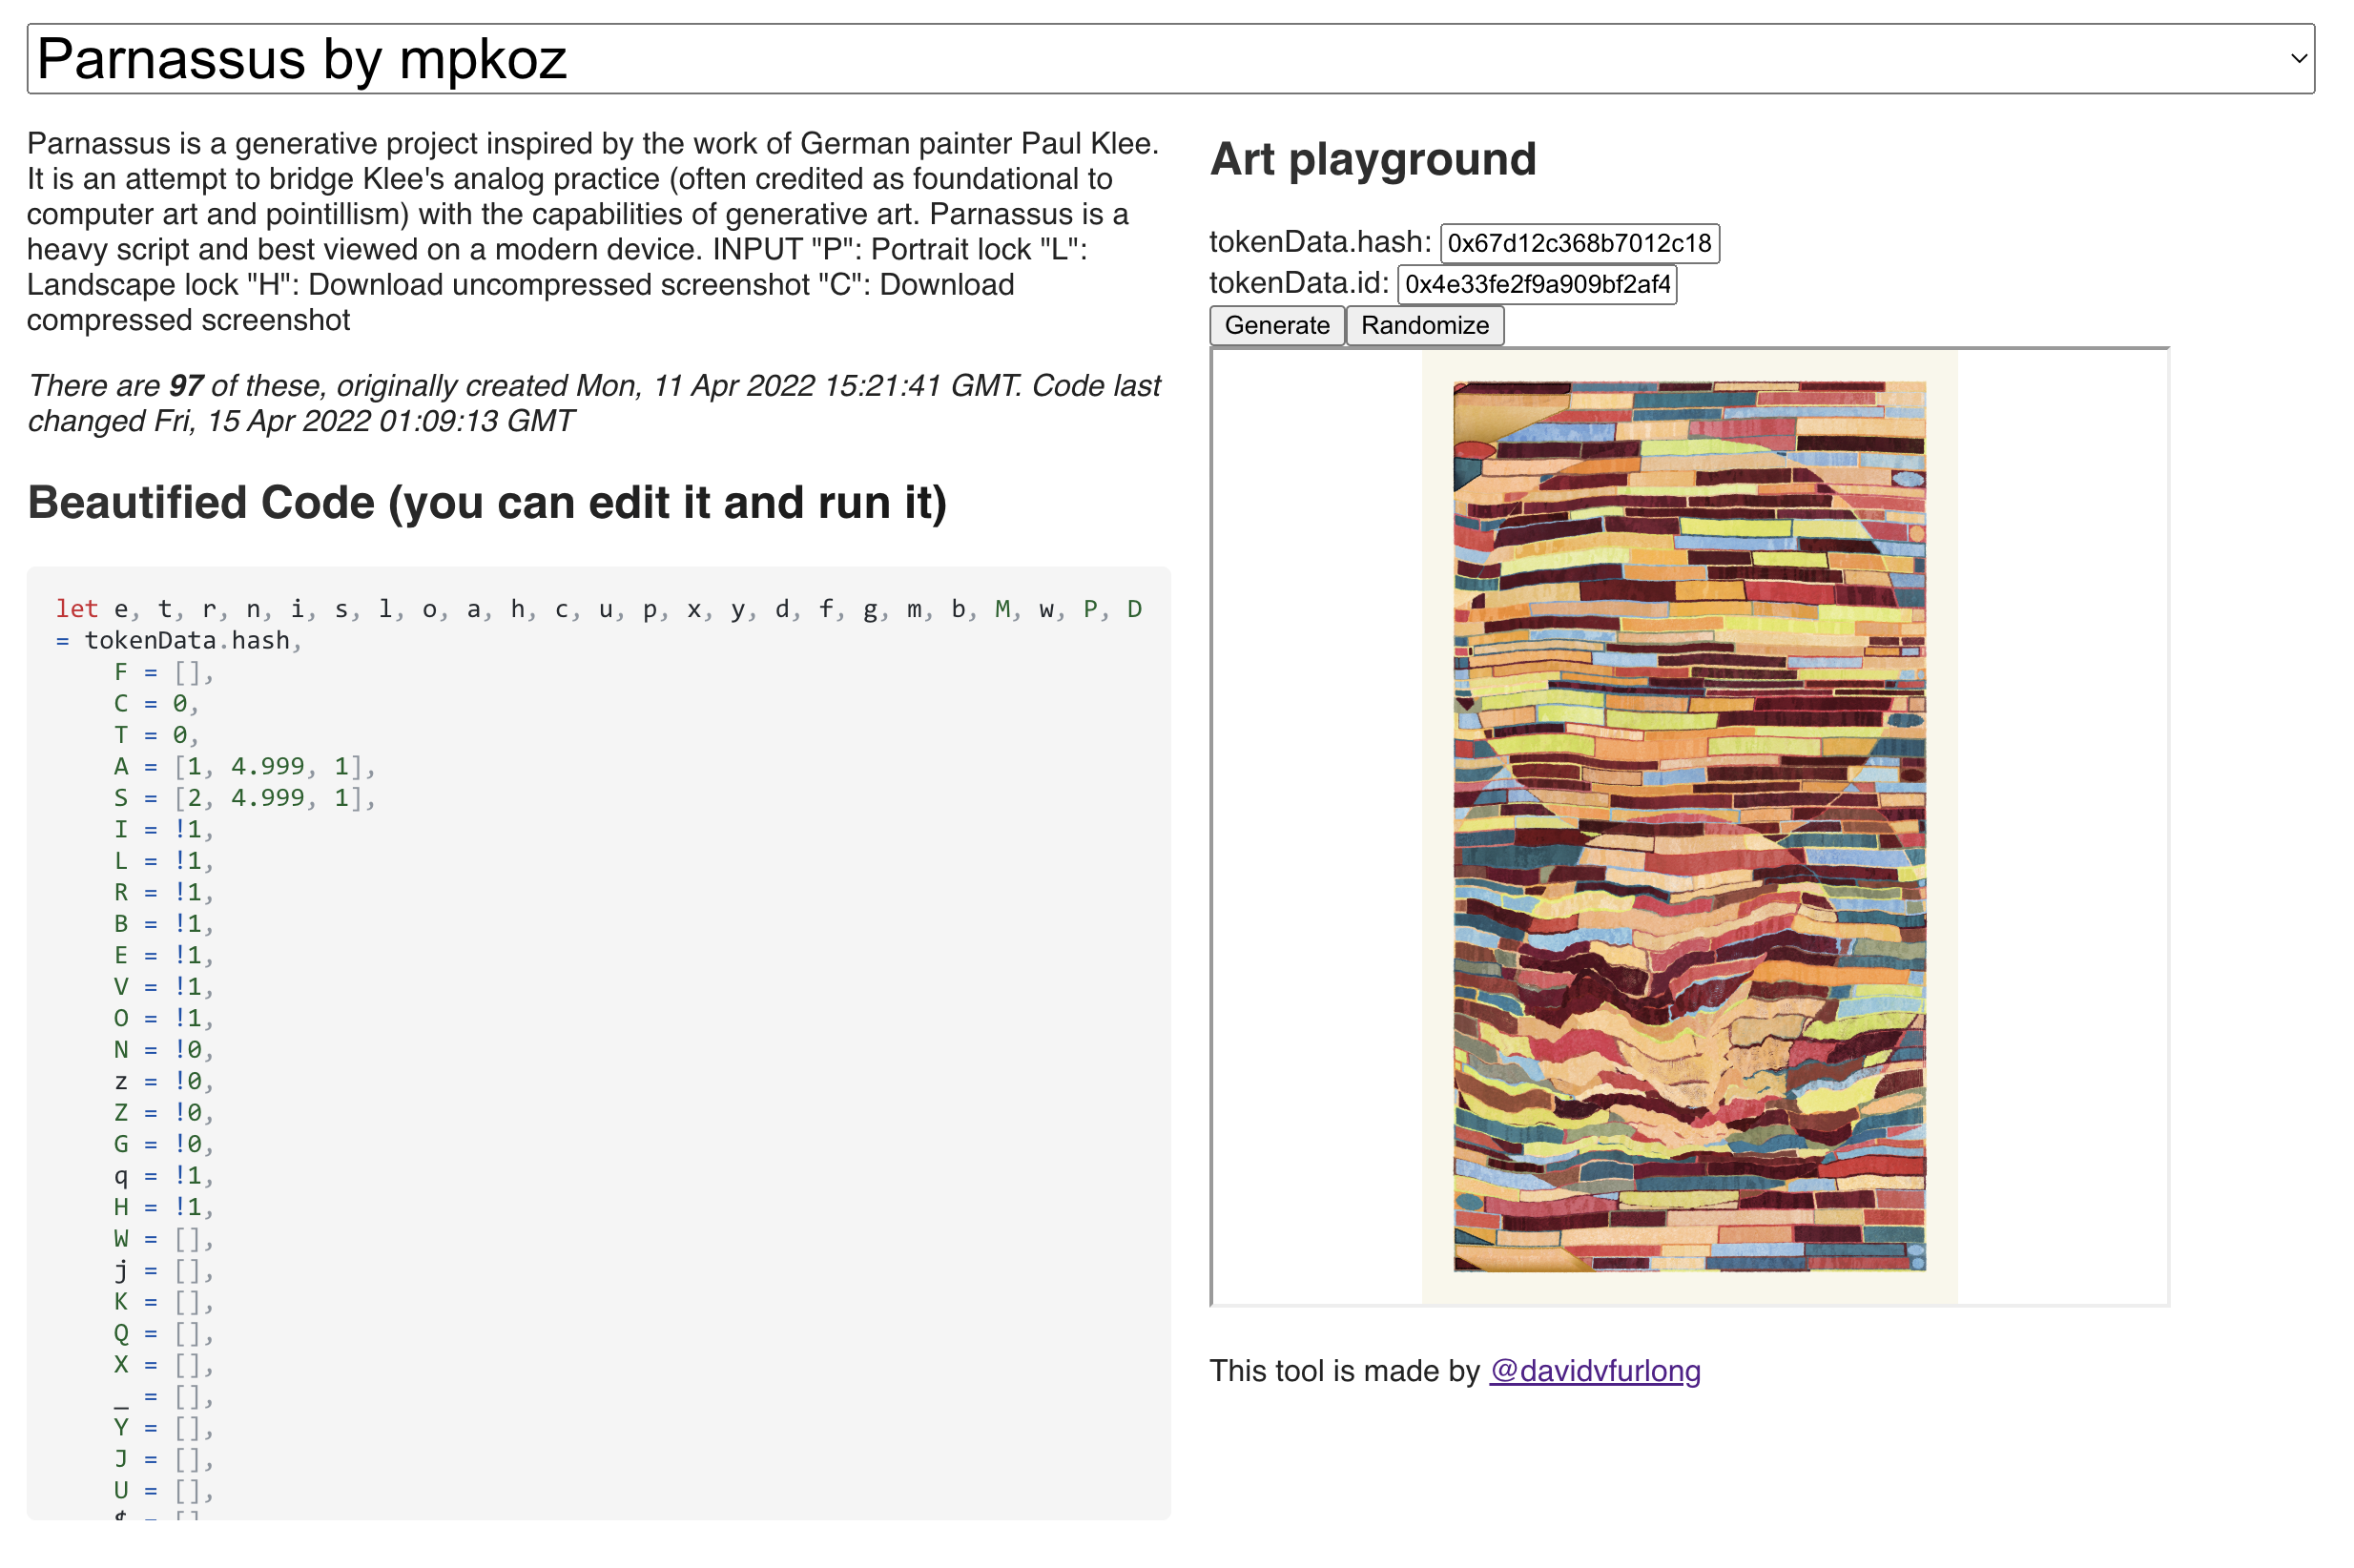 Parnassus by mpkoz
Parnassus is a generative project inspired by the work of German painter Paul Klee.
It is an attempt to bridge Klee's analog practice (often credited as foundational to
computer art and pointillism) with the capabilities of generative art. Parnassus is a
heavy script and best viewed on a modern device. INPUT "P": Portrait lock "L":
Landscape lock "H": Download uncompressed screenshot "C": Download
compressed screenshot
There are 97 of these, originally created Mon, 11 Apr 2022 15:21:41 GMT. Code last
changed Fri, 15 Apr 2022 01:09:13 GMT
Beautified Code (you can edit it and run it)
let e, t, r, n, i, s, l, o, a, h, c, u, p, x, y, d, f, g, m, b, M, w, P, D
= tokenData.hash,
F = [],
C = 0,
T = 0,
A = [1, 4.999, 1],
S = [2, 4.999, 1],
I = !1,
L = !1,
R = !1,
B = !1,
E = !1,
V = !1,
O = !1,
N = !0,
z = !0,
Z = !0,
G = !0,
q = !1,
H = !1,
W = [],
j = [],
K = [],
Q = [],
X = [],
_ = [],
Y = [],
J = [],
U = [],
Art playground
tokenData.hash: 0x67d12c368b7012c18
tokenData.id: 0x4e33fe2f9a909bf2af4
Generate Randomize
This tool is made by @davidvfurlong